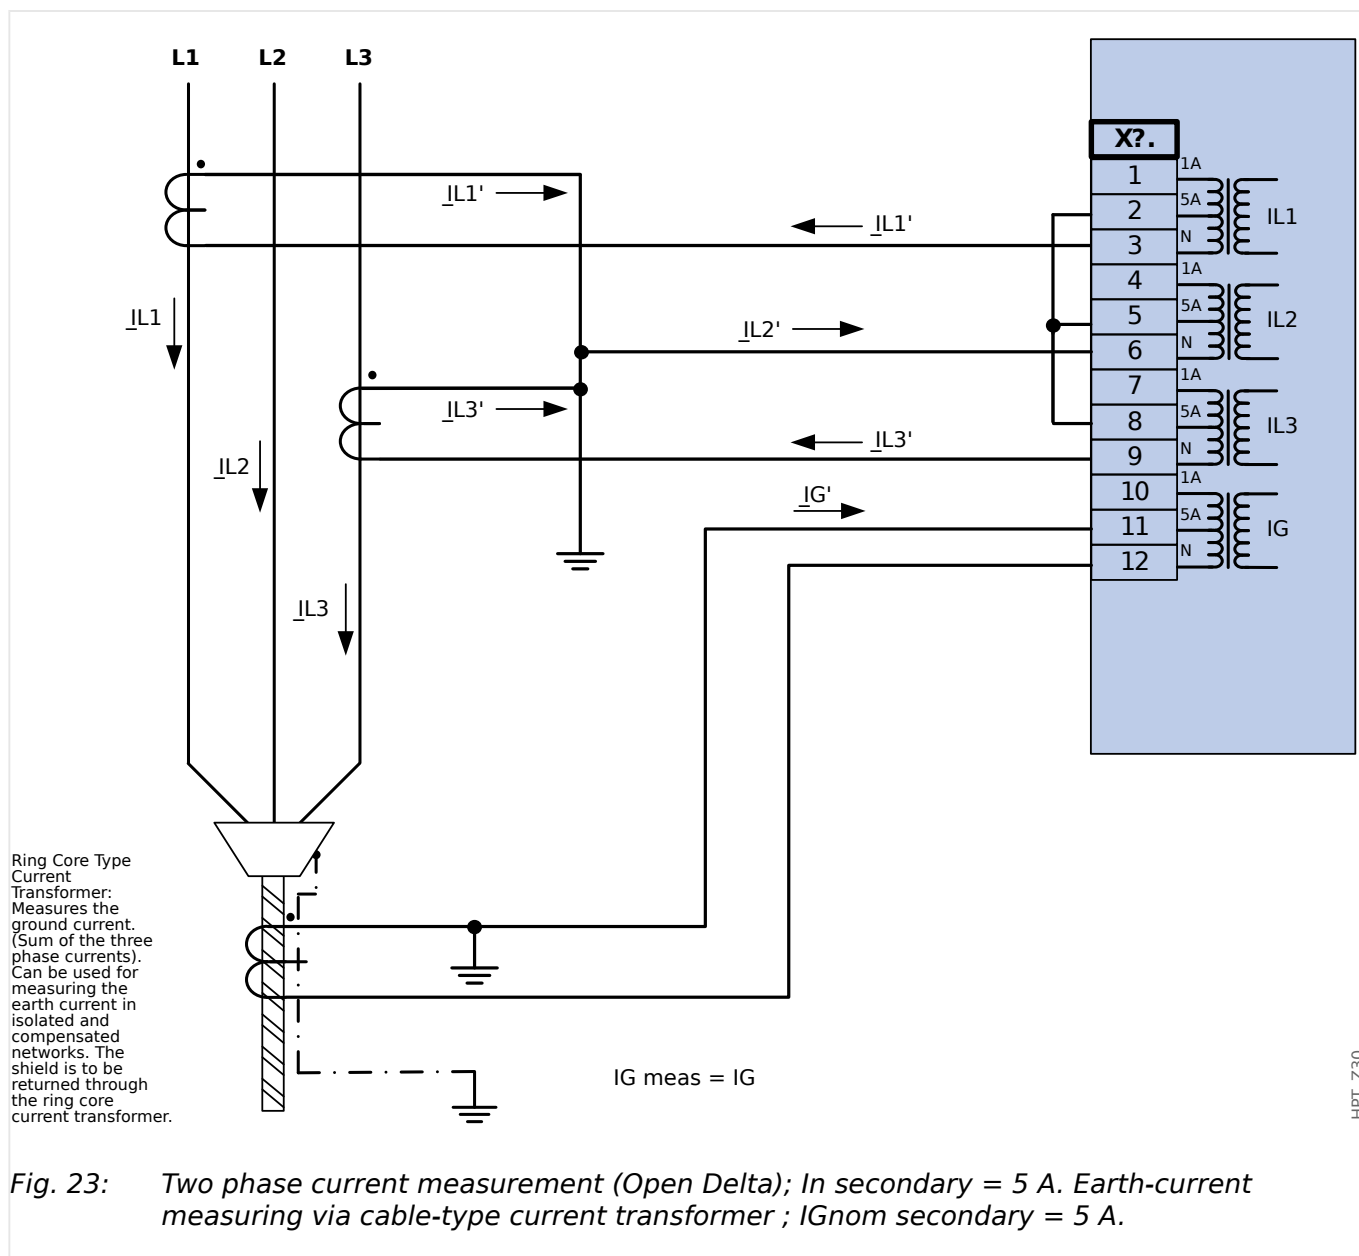 L1 L2 L3
X?.
1 1A
2 5A IL1
3 N
4 1A
5 5A IL2
6 N
7 1A
8 5A IL3
9 N
10 1A
11 5A IG
12 N
IL1'
IL1'
IL1
IL2'
IL3'
IL3'
IL2
IG'
IL3
Ring Core Type
Current
Transformer:
Measures the
ground current.
(Sum of the three
phase currents).
Can be used for
measuring the
earth current in
isolated and
compensated
networks. The
shield is to be
returned through
the ring core
current transformer.
IG meas = IG
Fig. 23: Two phase current measurement (Open Delta); In secondary = 5 A. Earth-current
measuring via cable-type current transformer ; IGnom secondary = 5 A.